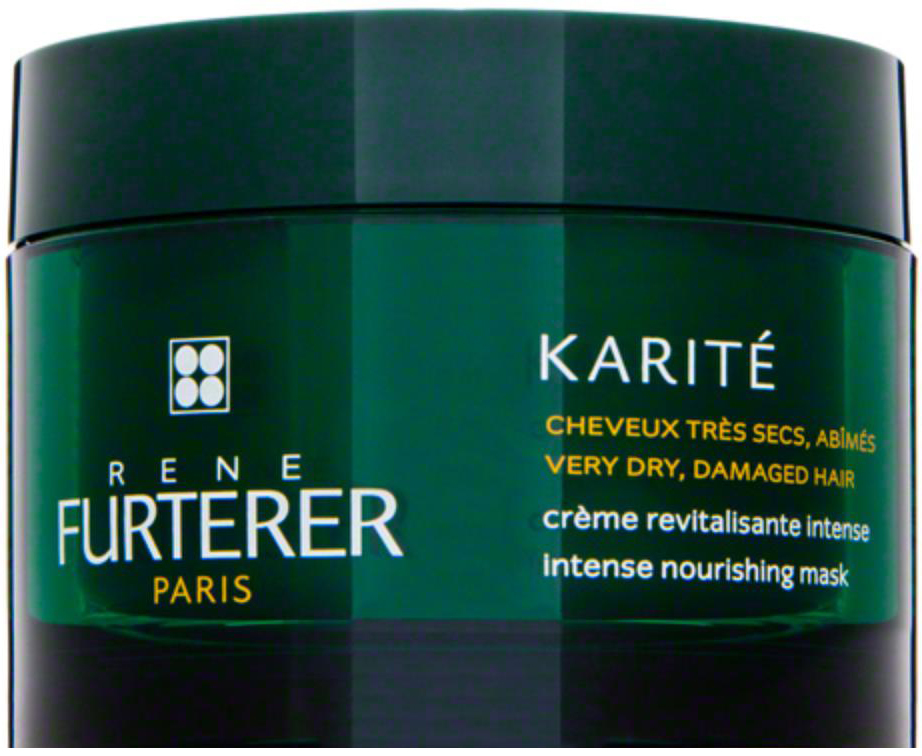 RENE
FURTERER
PARIS
KARITÉ
CHEVEUX TRÈS SECS, ABÎMÉS
VERY DRY, DAMAGED HAIR
crème revitalisante intense
intense nourishing mask